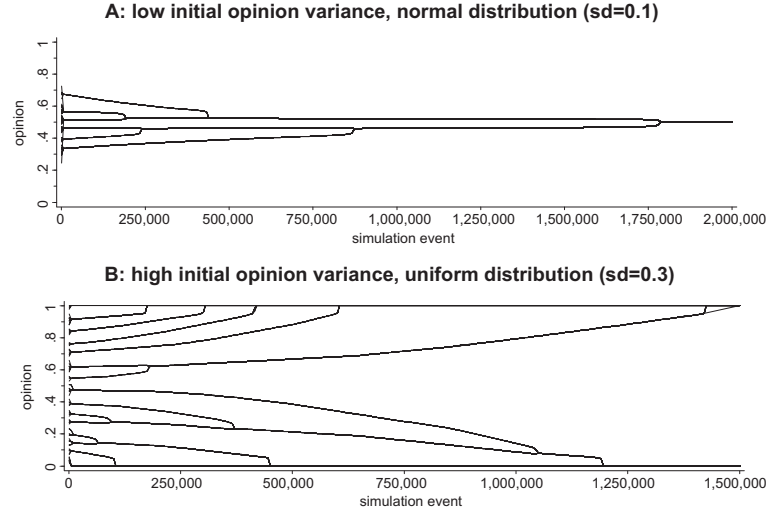 A: low initial opinion variance, normal distribution (sd=0.1)
opinion
1
.8
.6
.4
.2
0
0 250,000 500,000 750,000 1,000,000 1,250,000 1,500,000 1,750,000 2,000,000
simulation event
B: high initial opinion variance, uniform distribution (sd=0.3)
opinion
1
.8
.6
.4
.2
0
0 250,000 500,000 750,000 1,000,000 1,250,000 1,500,000
simulation event